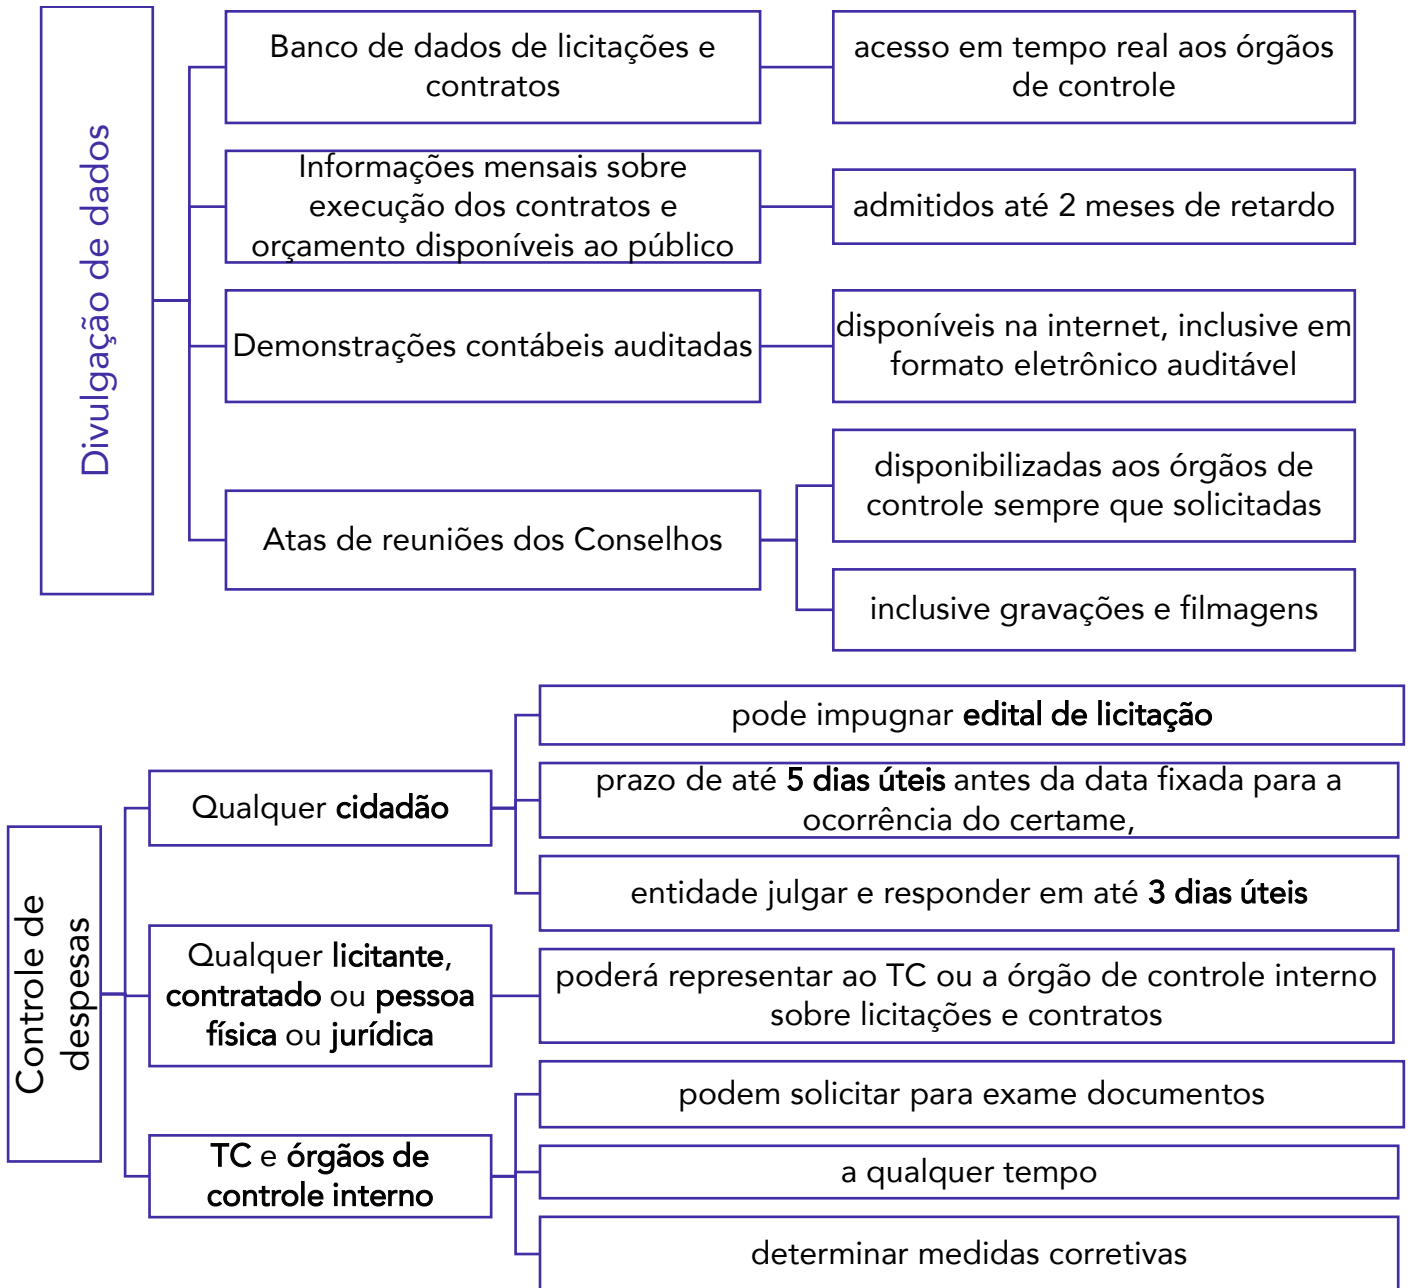 Divulgação de dados
Banco de dados de licitações e
contratos
acesso em tempo real aos órgãos
de controle
Informações mensais sobre
execução dos contratos e
orçamento disponíveis ao público
admitidos até 2 meses de retardo
Demonstrações contábeis auditadas
disponíveis na internet, inclusive em
formato eletrônico auditável
Atas de reuniões dos Conselhos
disponibilizadas aos órgãos de
controle sempre que solicitadas
inclusive gravações e filmagens
Controle de
despesas
Qualquer cidadão
pode impugnar edital de licitação
prazo de até 5 dias úteis antes da data fixada para a
ocorrência do certame,
entidade julgar e responder em até 3 dias úteis
Qualquer licitante,
contratado ou pessoa
física ou jurídica
poderá representar ao TC ou a órgão de controle interno
sobre licitações e contratos
TC e órgãos de
controle interno
podem solicitar para exame documentos
a qualquer tempo
determinar medidas corretivas